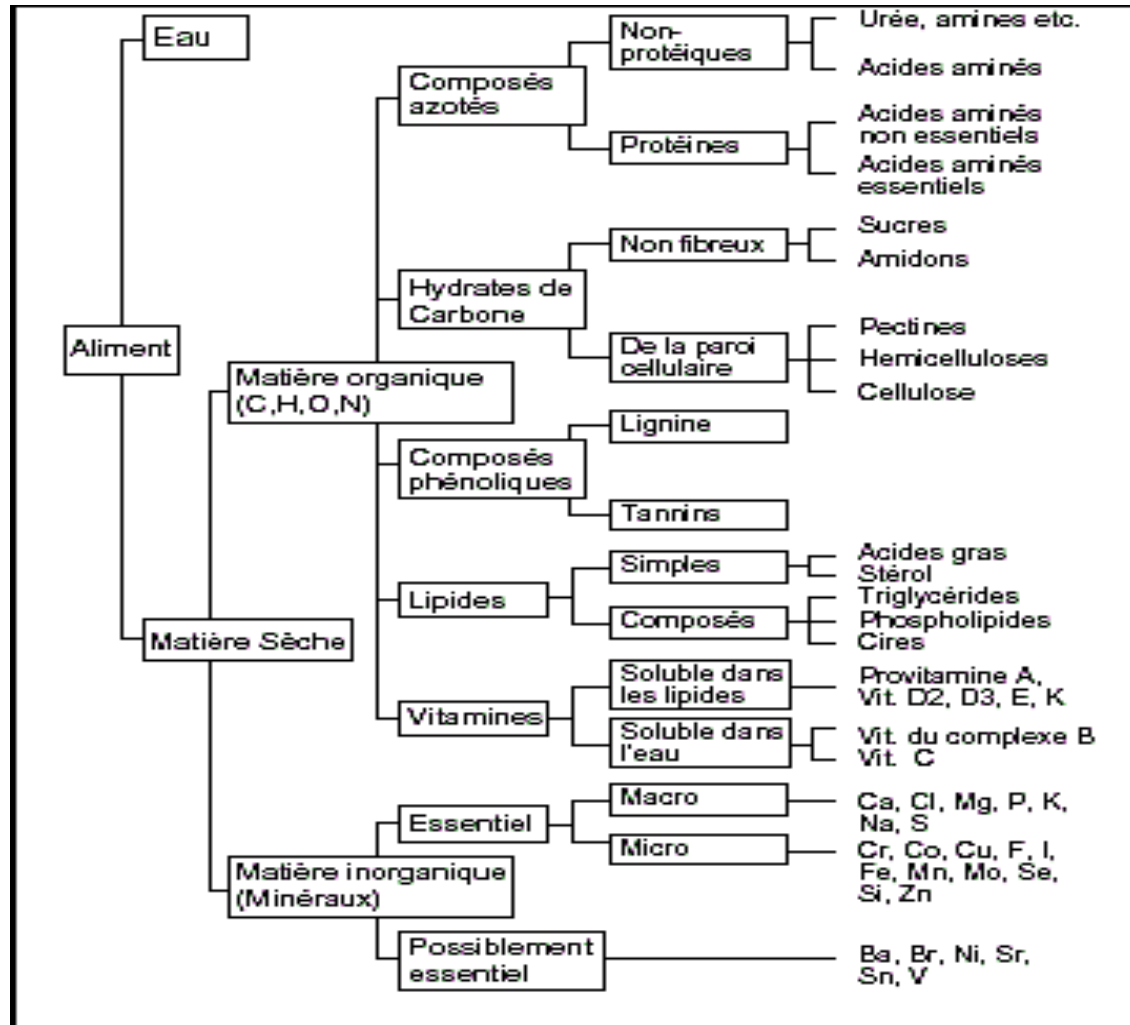 Eau
Aliment
Matière Sèche
Matière organique
(C,H,O,N)
Matière inorganique
(Minéraux)
Composés
azotés
Hydrates de
Carbone
Composés
phénoliques
Lipides
Vitamines
Essentiel
Possiblement
essentiel
Non-
protéiques
Protéines
Non fibreux
De la paroi
cellulaire
Lignine
Tannins
Simples
Composés
Soluble dans
les lipides
Soluble dans
l'eau
Macro
Micro
Urée, amines etc.
Acides aminés
Acides aminés
non essentiels
Acides aminés
essentiels
Sucres
Amidons
Pectines
Hemicelluloses
Cellulose
Acides gras
Stérol
Triglycérides
Phospholipides
Cires
Provitamine A,
Vit. D2, D3, E, K
Vit. du complexe B
Vit. C
Ca, Cl, Mg, P, K,
Na, S
Cr, Co, Cu, F, I,
Fe, Mn, Mo, Se,
Si, Zn
Ba, Br, Ni, Sr,
Sn, V